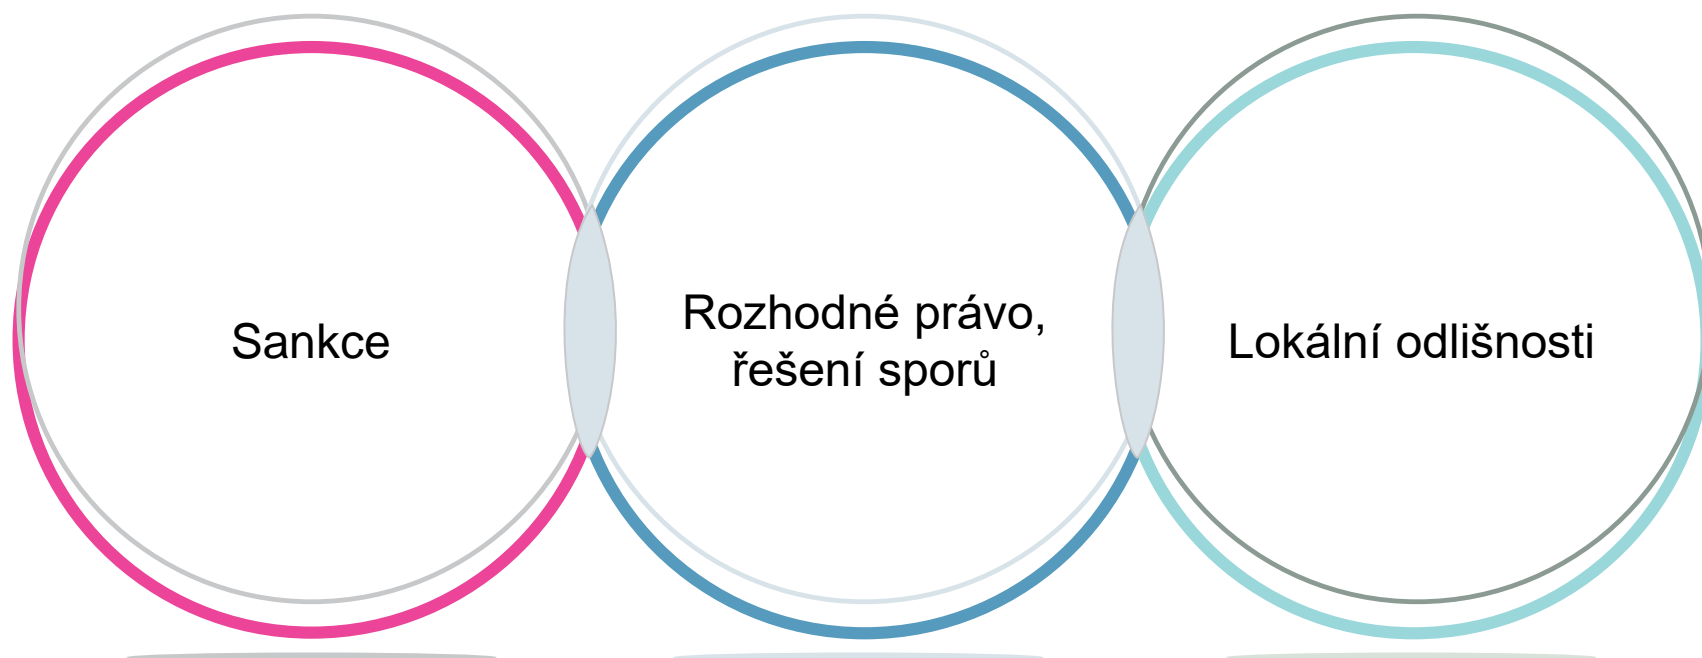 Sankce
Rozhodné právo,
řešení sporů
Lokální odlišnosti